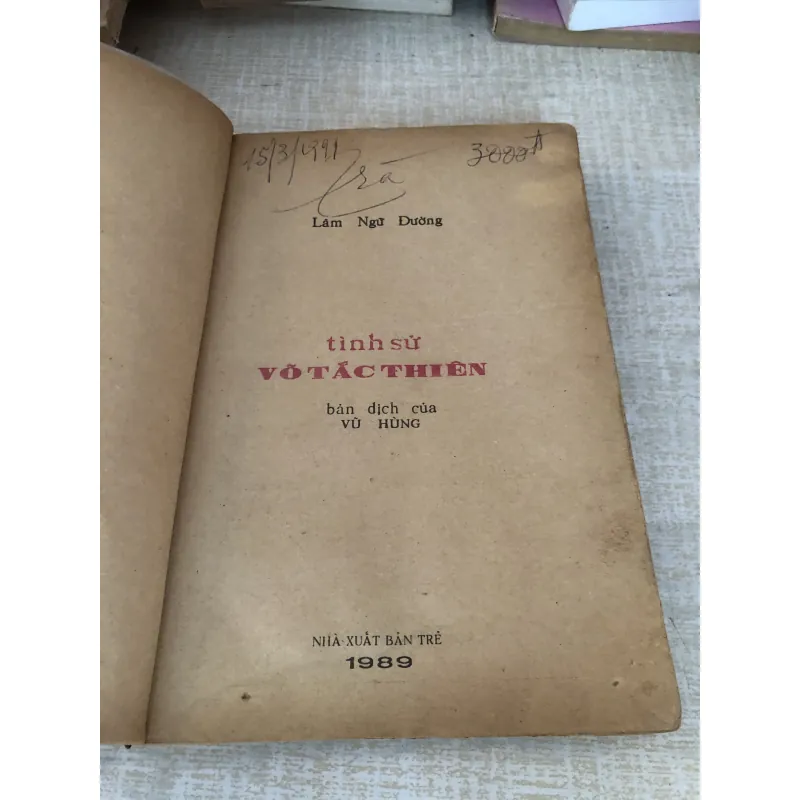 15/3/1991 3000đ
trà
Lâm Ngữ Đường
tình sử
VÕ TẮC THIÊN
bản dịch của
VŨ HÙNG
NHÀ XUẤT BẢN TRẺ
1989